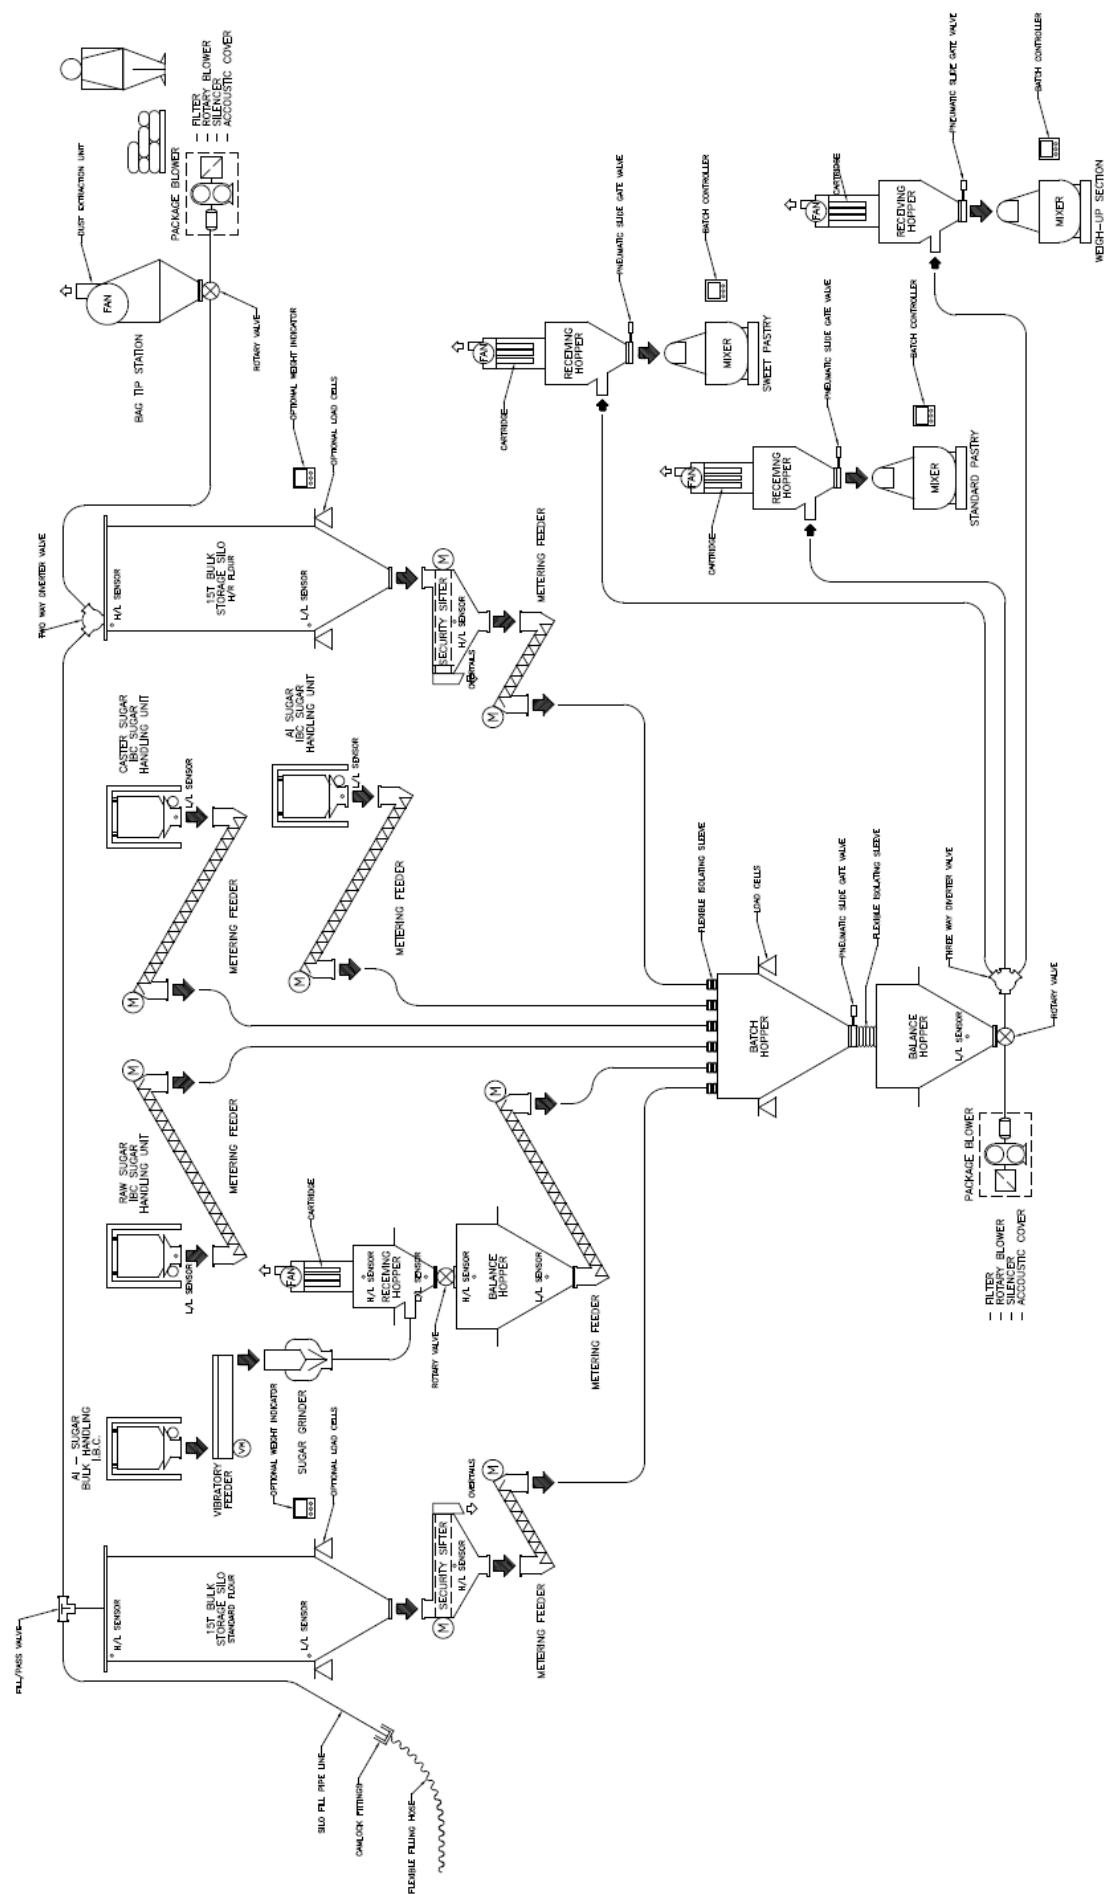 FILL/PASS VALVE
SILO FILL PIPE LINE
CAMLOCK FITTINGS
FLEXIBLE FILLING HOSE
H/L SENSOR
15T BULK
STORAGE SILO
STANDARD FLOUR
L/L SENSOR
OPTIONAL WEIGHT INDICATOR
OPTIONAL LOAD CELLS
M
SECURITY SIFTER
H/L SENSOR
OVERTAILS
M
METERING FEEDER
AI - SUGAR
BULK HANDLING
I.B.C.
VIBRATORY
FEEDER
VM
SUGAR GRINDER
FAN
CARTRIDGE
H/L SENSOR
RECEIVING
HOPPER
L/L SENSOR
ROTARY VALVE
H/L SENSOR
BALANCE
HOPPER
L/L SENSOR
METERING FEEDER
M
RAW SUGAR
IBC SUGAR
HANDLING UNIT
L/L SENSOR
M
METERING FEEDER
CASTER SUGAR
IBC SUGAR
HANDLING UNIT
L/L SENSOR
M
METERING FEEDER
AI SUGAR
IBC SUGAR
HANDLING UNIT
L/L SENSOR
M
METERING FEEDER
TWO WAY DIVERTER VALVE
H/L SENSOR
15T BULK
STORAGE SILO
H/R FLOUR
L/L SENSOR
OPTIONAL WEIGHT INDICATOR
OPTIONAL LOAD CELLS
M
SECURITY SIFTER
H/L SENSOR
OVERTAILS
M
METERING FEEDER
BAG TIP STATION
FAN
DUST EXTRACTION UNIT
ROTARY VALVE
PACKAGE BLOWER
- FILTER
- ROTARY BLOWER
- SILENCER
- ACCOUSTIC COVER
FLEXIBLE ISOLATING SLEEVE
BATCH
HOPPER
LOAD CELLS
PNEUMATIC SLIDE GATE VALVE
FLEXIBLE ISOLATING SLEEVE
BALANCE
HOPPER
L/L SENSOR
THREE WAY DIVERTER VALVE
ROTARY VALVE
PACKAGE BLOWER
- FILTER
- ROTARY BLOWER
- SILENCER
- ACCOUSTIC COVER
FAN
CARTRIDGE
RECEIVING
HOPPER
PNEUMATIC SLIDE GATE VALVE
BATCH CONTROLLER
MIXER
SWEET PASTRY
FAN
CARTRIDGE
RECEIVING
HOPPER
PNEUMATIC SLIDE GATE VALVE
BATCH CONTROLLER
MIXER
STANDARD PASTRY
FAN
CARTRIDGE
RECEIVING
HOPPER
PNEUMATIC SLIDE GATE VALVE
BATCH CONTROLLER
MIXER
WEIGH-UP SECTION